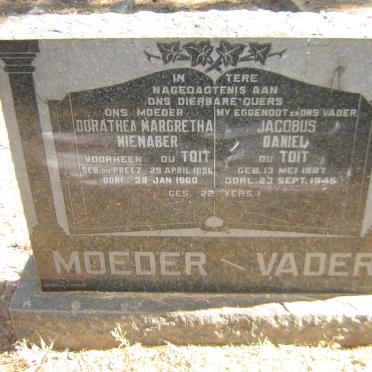 IN TERE
NAGEDAGTENIS AAN
ONS DIERBARE OUERS
ONS MOEDER
DORATHEA MARGRETHA
NIENABER
VOORHEEN DU TOIT
GEB. DU PREEZ 29 APRIL 1896
OORL. 28 JAN 1960
MY EGGENOOT EN ONS VADER
JACOBUS
DANIEL
DU TOIT
GEB. 13 MEI 1887
OORL. 23 SEPT. 1945
GES. 22 VERS 1
MOEDER - VADER